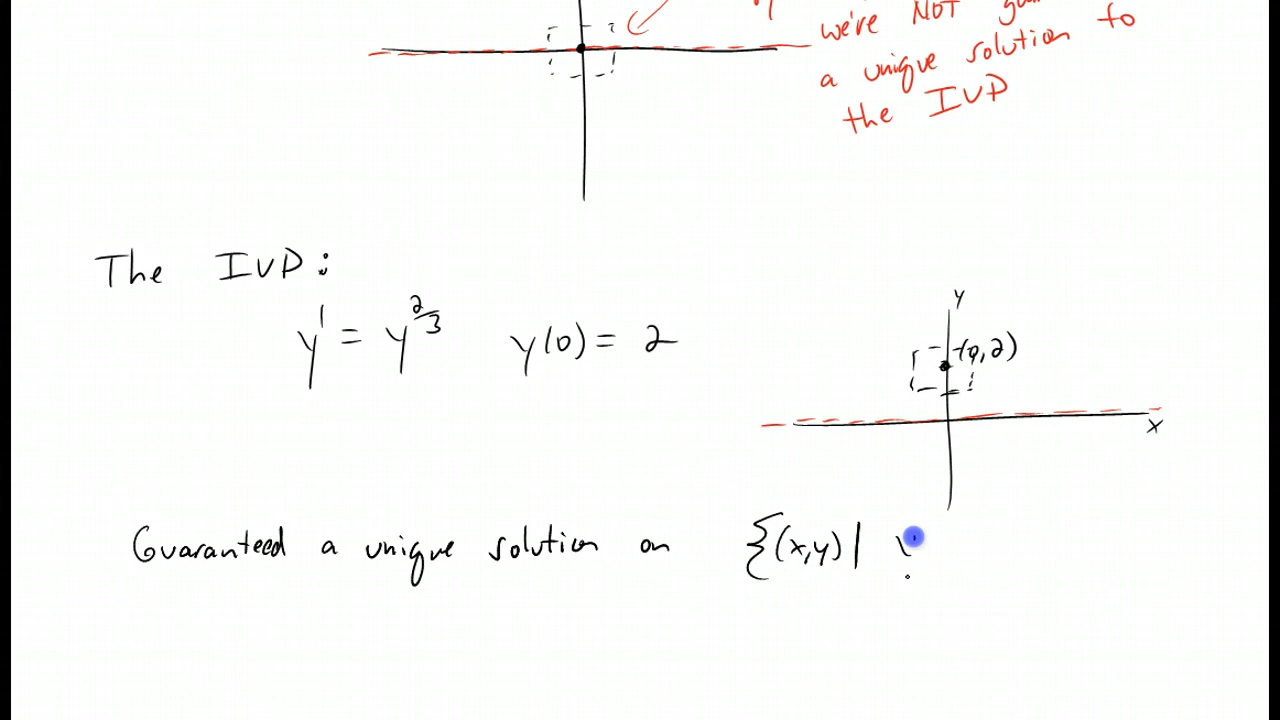 we're NOT
a unique solution to
the IVP
The IVP:
y' = y^{2/3} y(0) = 2
y
(0,2)
x
Guaranteed a unique solution on {(x,y)|